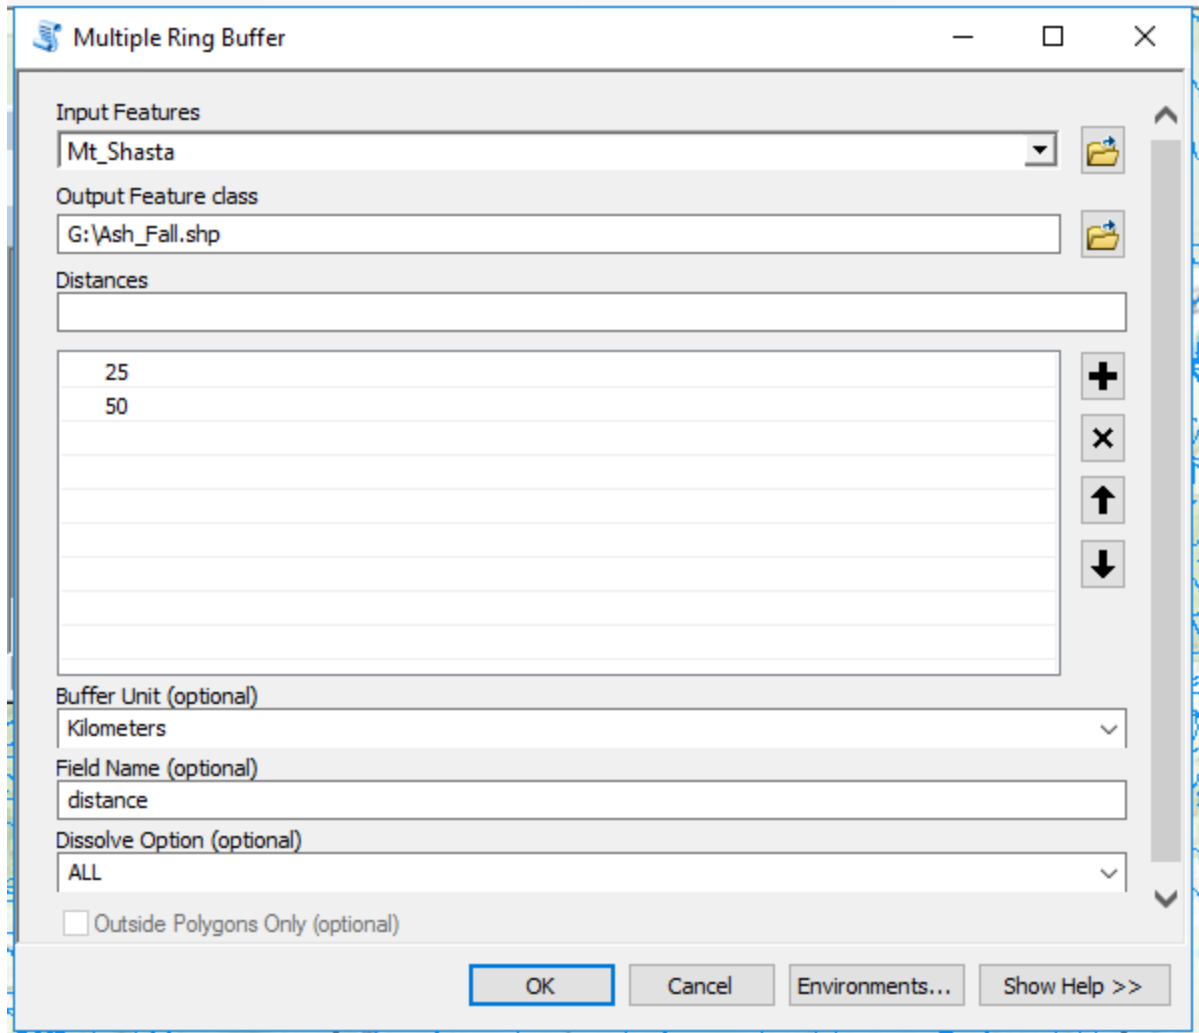 Multiple Ring Buffer
Input Features
Mt_Shasta
Output Feature class
G:\Ash_Fall.shp
Distances
25
50
Buffer Unit (optional)
Kilometers
Field Name (optional)
distance
Dissolve Option (optional)
ALL
Outside Polygons Only (optional)
OK Cancel Environments... Show Help >>